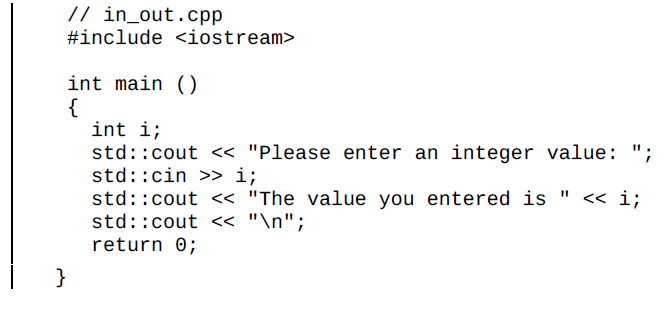 // in_out.cpp
#include <iostream>

int main ()
{
  int i;
  std::cout << "Please enter an integer value: ";
  std::cin >> i;
  std::cout << "The value you entered is " << i;
  std::cout << "\n";
  return 0;
}